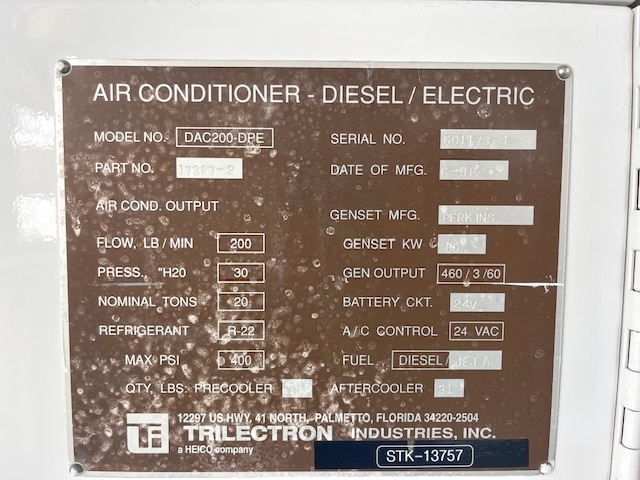 AIR CONDITIONER - DIESEL / ELECTRIC
MODEL NO. DAC200-DPE
SERIAL NO.
PART NO. 17397-2
DATE OF MFG.
AIR COND. OUTPUT
GENSET MFG. PERKINS
FLOW, LB / MIN 200
GENSET KW
PRESS., "H20 30
GEN OUTPUT 460 / 3 / 60
NOMINAL TONS 20
BATTERY CKT. 24V
REFRIGERANT R-22
A / C CONTROL 24 VAC
MAX PSI 400
FUEL DIESEL / JET A
QTY. LBS: PRECOOLER
AFTERCOOLER 31
12297 US HWY. 41 NORTH, PALMETTO, FLORIDA 34220-2504
TRILECTRON INDUSTRIES, INC.
a HEICO company
STK-13757